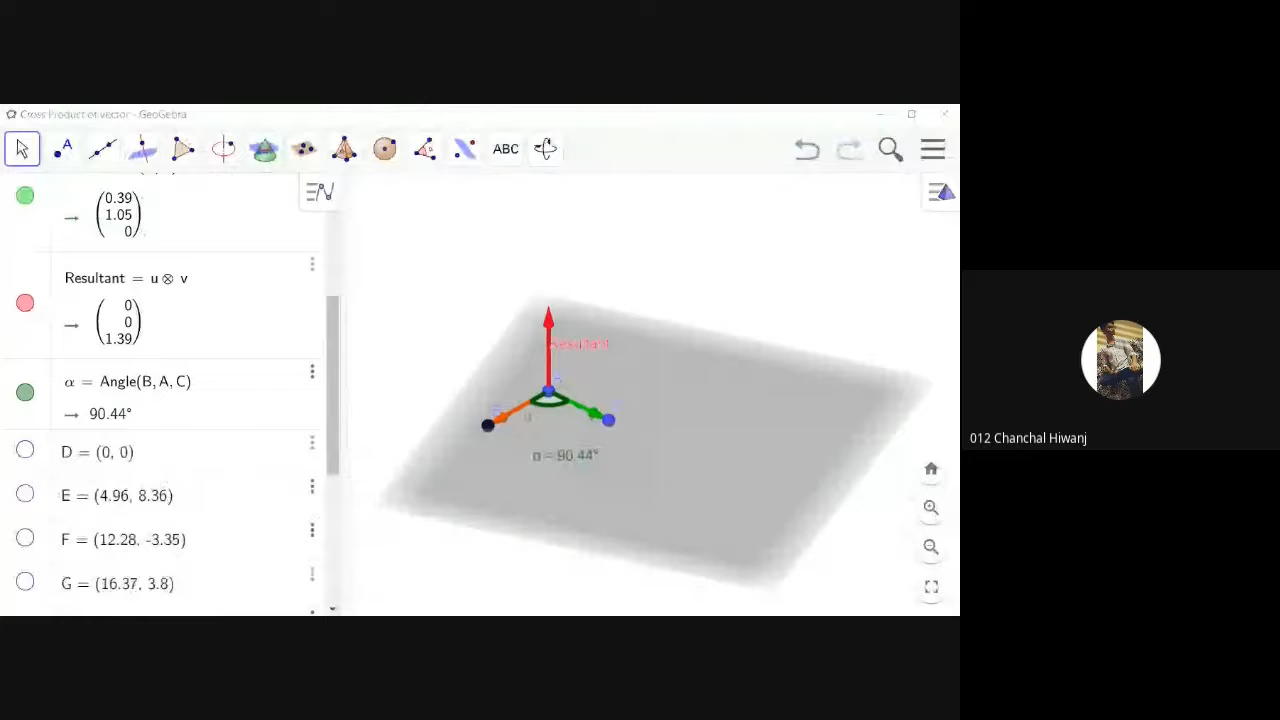 Cross Product of vector - GeoGebra
A
ABC
→ (0.39
1.05
0)
Resultant = u ⊗ v
→ (0
0
1.39)
α = Angle(B, A, C)
→ 90.44°
D = (0, 0)
E = (4.96, 8.36)
F = (12.28, -3.35)
G = (16.37, 3.8)
Resultant
u
α = 90.44°
012 Chanchal Hiwanj